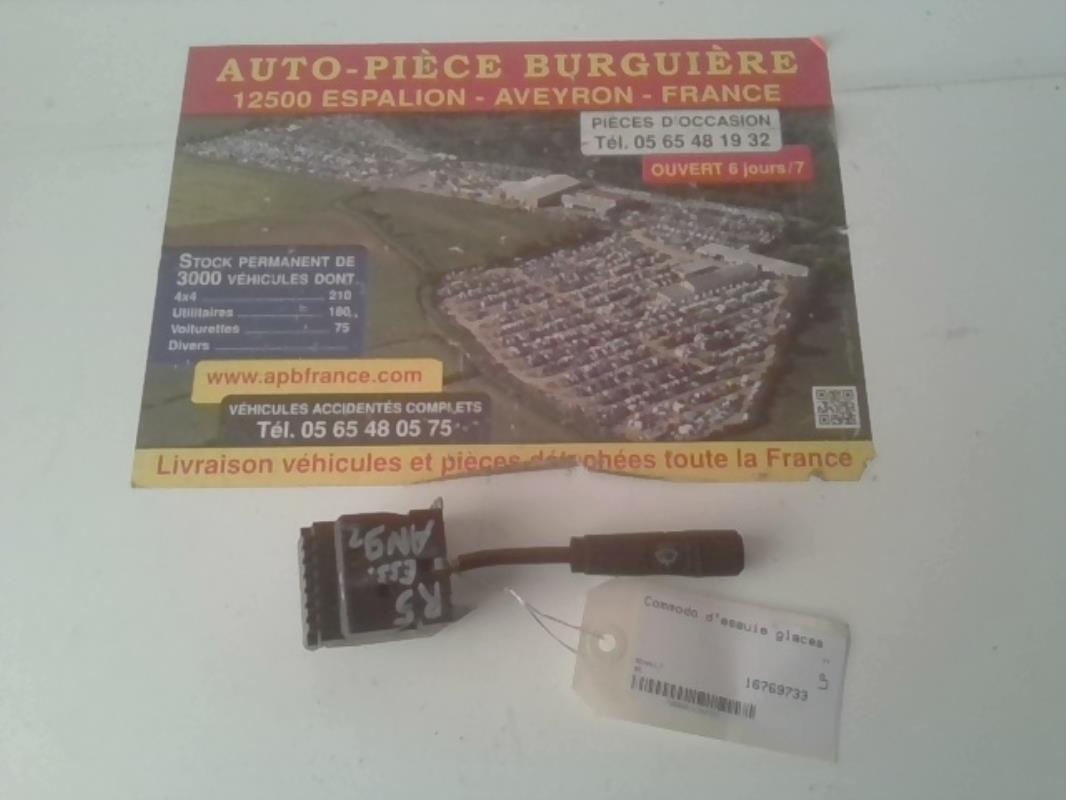 AUTO-PIÈCE BURGUIÈRE
12500 ESPALION - AVEYRON - FRANCE
PIÈCES D'OCCASION
Tél. 05 65 48 19 32
OUVERT 6 jours/7
STOCK PERMANENT DE
3000 VÉHICULES DONT
4x4 210
Utilitaires 180
Voiturettes 75
Divers
www.apbfrance.com
VÉHICULES ACCIDENTÉS COMPLETS
Tél. 05 65 48 05 75
Livraison véhicules et pièces détachées toute la France
R5
ESS.
AN92
Commodo d'essuie glaces
16769733